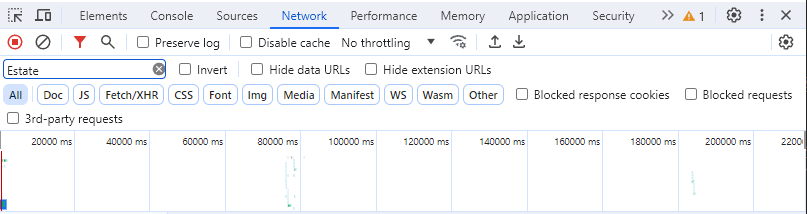 Elements Console Sources Network Performance Memory Application Security 1
Preserve log Disable cache No throttling
Estate Invert Hide data URLs Hide extension URLs
All Doc JS Fetch/XHR CSS Font Img Media Manifest WS Wasm Other Blocked response cookies Blocked requests
3rd-party requests
20000 ms 40000 ms 60000 ms 80000 ms 100000 ms 120000 ms 140000 ms 160000 ms 180000 ms 200000 ms 2200